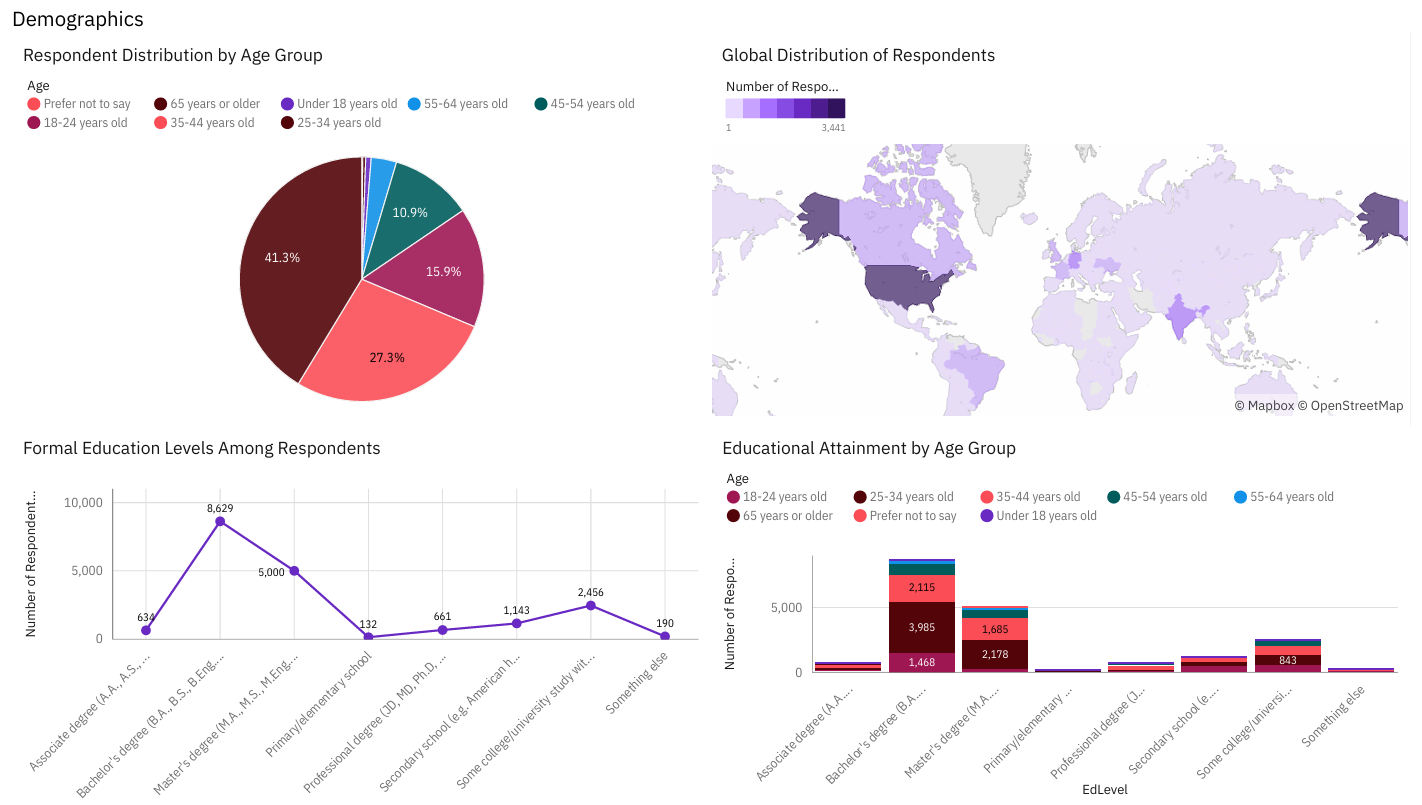 Demographics
Respondent Distribution by Age Group
Age
Prefer not to say
65 years or older
Under 18 years old
55-64 years old
45-54 years old
18-24 years old
35-44 years old
25-34 years old
10.9%
41.3%
15.9%
27.3%
Global Distribution of Respondents
Number of Respo...
1
3,441
© Mapbox © OpenStreetMap
Formal Education Levels Among Respondents
Number of Respondent...
10,000
5,000
0
634
8,629
5,000
132
661
1,143
2,456
190
Associate degree (A.A., A.S., ...
Bachelor's degree (B.A., B.S., B.Eng...
Master's degree (M.A., M.S., M.Eng...
Primary/elementary school
Professional degree (JD, MD, Ph.D, ...
Secondary school (e.g. American h...
Some college/university study wit...
Something else
Educational Attainment by Age Group
Age
18-24 years old
25-34 years old
35-44 years old
45-54 years old
55-64 years old
65 years or older
Prefer not to say
Under 18 years old
Number of Respo...
5,000
0
2,115
3,985
1,468
1,685
2,178
843
Associate degree (A.A....
Bachelor's degree (B.A....
Master's degree (M.A....
Primary/elementary ...
Professional degree (J...
Secondary school (e....
Some college/universi...
Something else
EdLevel